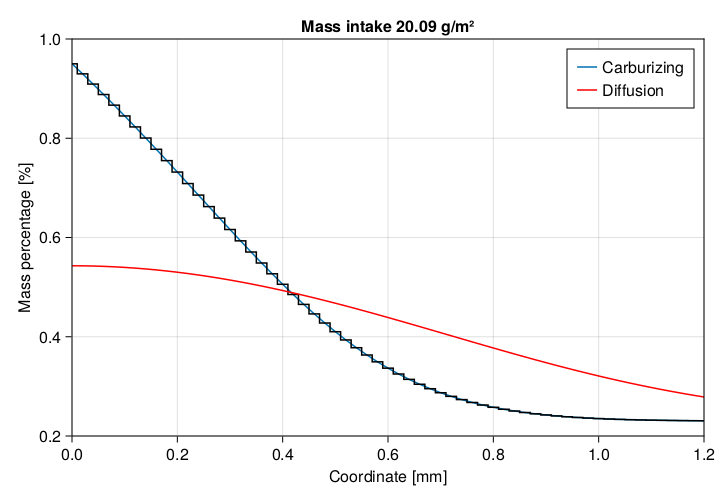 Mass intake 20.09 g/m²
Mass percentage [%]
1.0
0.8
0.6
0.4
0.2
Carburizing
Diffusion
0.0 0.2 0.4 0.6 0.8 1.0 1.2
Coordinate [mm]